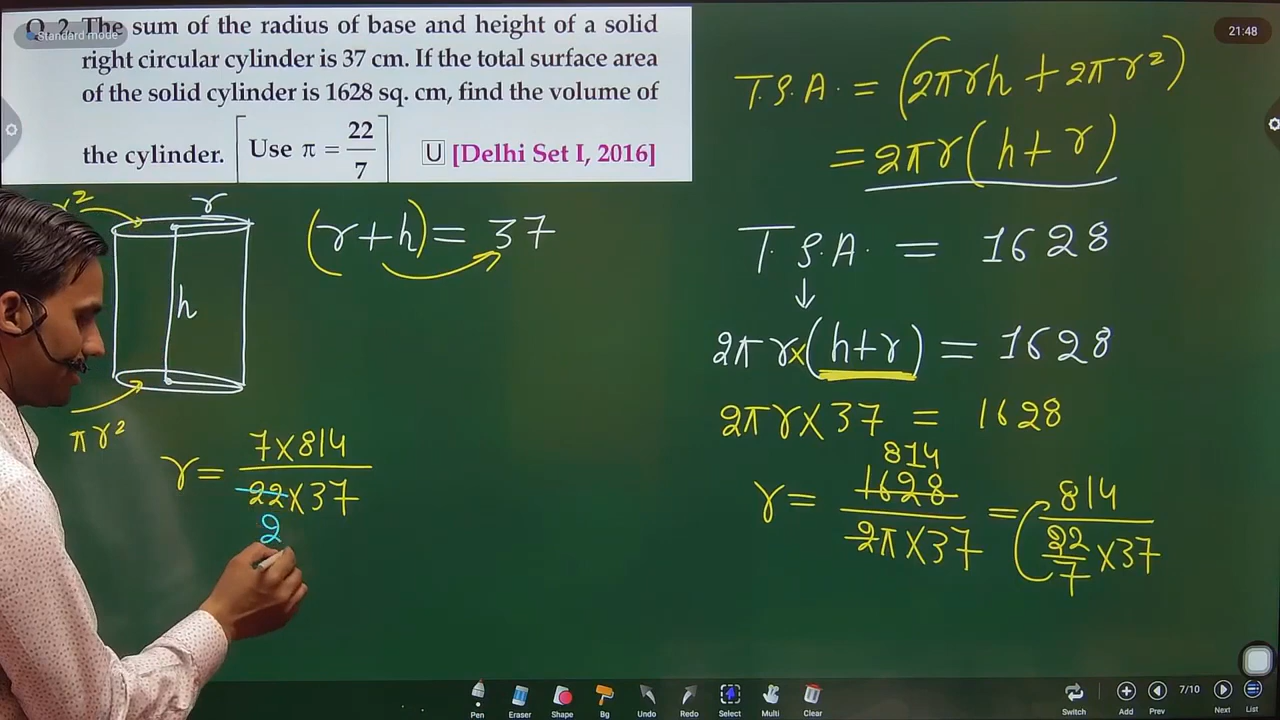 Q. 2. The sum of the radius of base and height of a solid
Standard mode
right circular cylinder is 37 cm. If the total surface area
of the solid cylinder is 1628 sq. cm, find the volume of
the cylinder. [Use π = 22/7] U [Delhi Set I, 2016]
21:48
T.S.A. = (2πrh + 2πr²)
= 2πr(h+r)
r
h
πr²
(r+h) = 37
T.S.A. = 1628
2πr×(h+r) = 1628
2πr×37 = 1628
814
r = 1628/2π×37 = 814/22/7×37
r = 7×814/22×37
2
Pen Eraser Shape Bg Undo Redo Select Multi Clear
Switch Add Prev 7/10 Next List